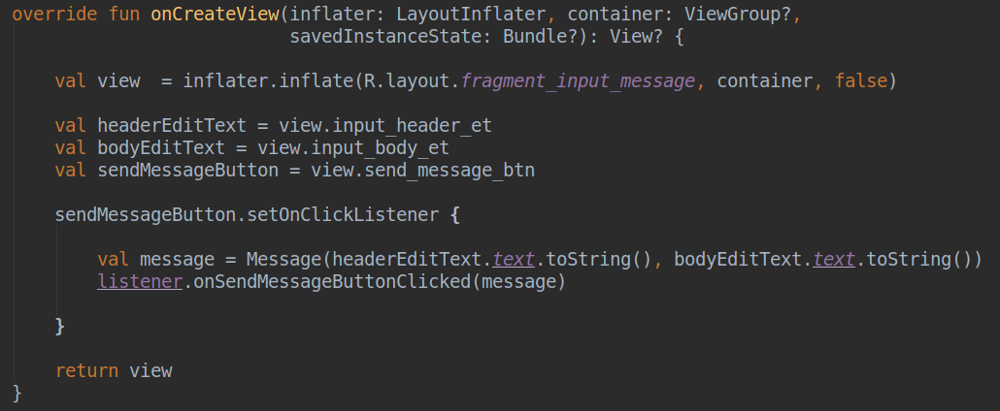 override fun onCreateView(inflater: LayoutInflater, container: ViewGroup?,
                          savedInstanceState: Bundle?): View? {
    val view  = inflater.inflate(R.layout.fragment_input_message, container, false)
    val headerEditText = view.input_header_et
    val bodyEditText = view.input_body_et
    val sendMessageButton = view.send_message_btn
    sendMessageButton.setOnClickListener {
        val message = Message(headerEditText.text.toString(), bodyEditText.text.toString())
        listener.onSendMessageButtonClicked(message)
    }
    return view
}